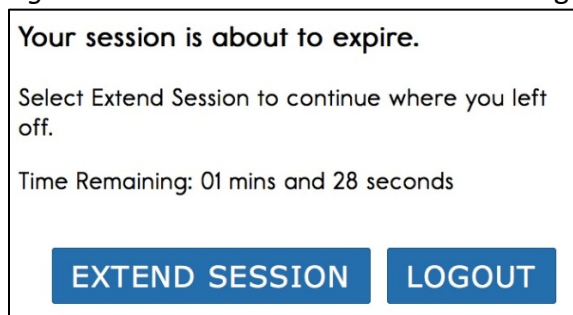 Your session is about to expire.
Select Extend Session to continue where you left
off.
Time Remaining: 01 mins and 28 seconds
EXTEND SESSION LOGOUT